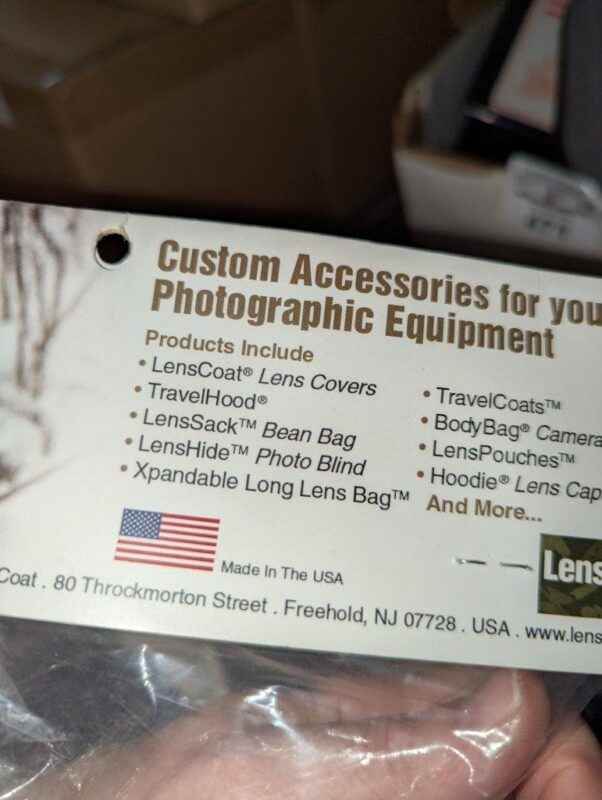 Custom Accessories for you
Photographic Equipment
Products Include
• LensCoat® Lens Covers
• TravelHood®
• LensSack™ Bean Bag
• LensHide™ Photo Blind
• Xpandable Long Lens Bag™
• TravelCoats™
• BodyBag® Camera
• LensPouches™
• Hoodie® Lens Cap
And More...
Made In The USA
Lens
Coat . 80 Throckmorton Street . Freehold, NJ 07728 . USA . www.lens